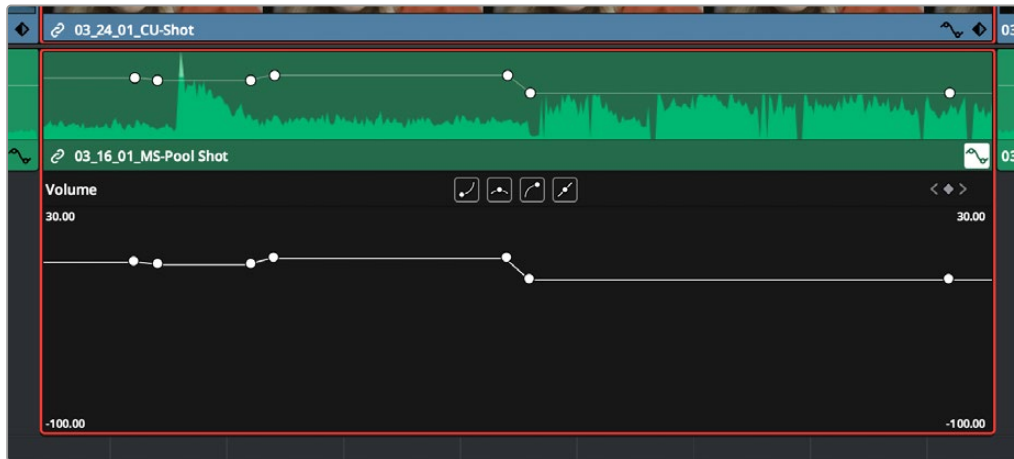 03_24_01_CU-Shot
03
03_16_01_MS-Pool Shot
03
Volume
30.00 30.00
-100.00 -100.00